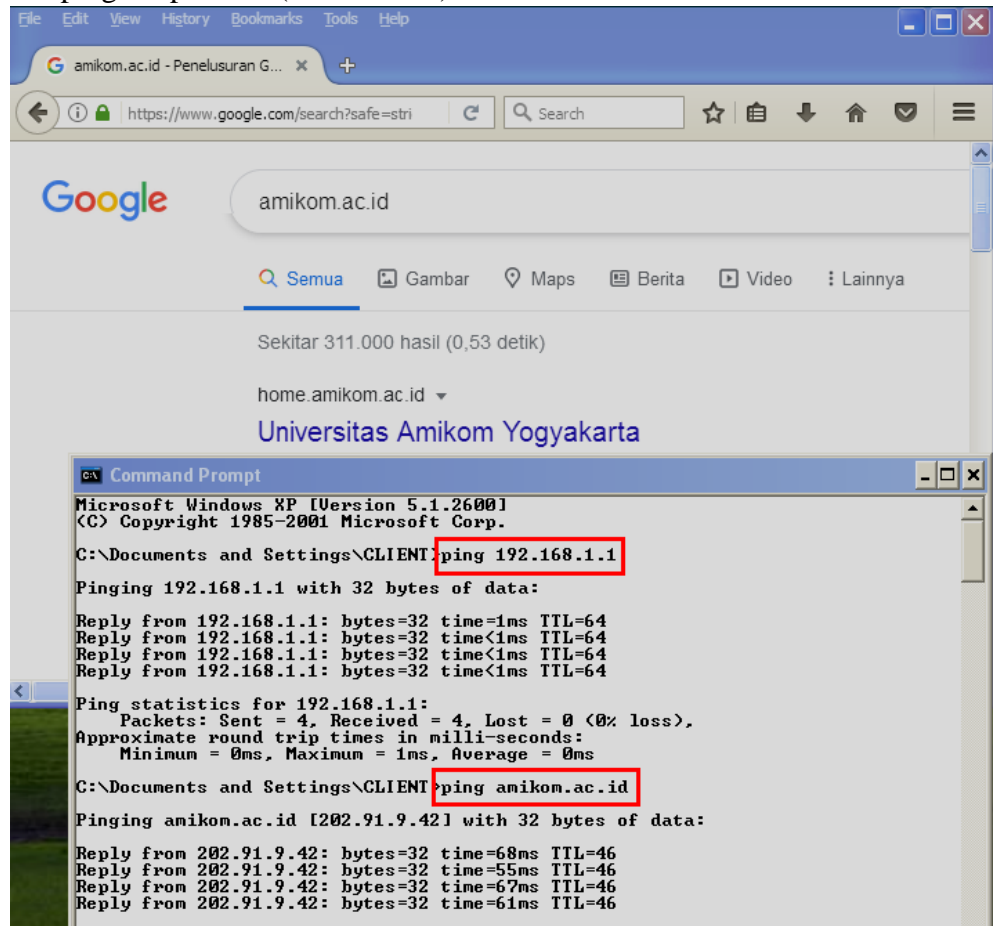 File Edit View History Bookmarks Tools Help
amikom.ac.id - Penelusuran G... ×
https://www.google.com/search?safe=stri
Search
Google
amikom.ac.id
Semua Gambar Maps Berita Video Lainnya
Sekitar 311.000 hasil (0,53 detik)
home.amikom.ac.id
Universitas Amikom Yogyakarta
Command Prompt
Microsoft Windows XP [Version 5.1.2600]
(C) Copyright 1985-2001 Microsoft Corp.
C:\Documents and Settings\CLIENT>ping 192.168.1.1
Pinging 192.168.1.1 with 32 bytes of data:
Reply from 192.168.1.1: bytes=32 time=1ms TTL=64
Reply from 192.168.1.1: bytes=32 time<1ms TTL=64
Reply from 192.168.1.1: bytes=32 time<1ms TTL=64
Reply from 192.168.1.1: bytes=32 time<1ms TTL=64
Ping statistics for 192.168.1.1:
Packets: Sent = 4, Received = 4, Lost = 0 (0% loss),
Approximate round trip times in milli-seconds:
Minimum = 0ms, Maximum = 1ms, Average = 0ms
C:\Documents and Settings\CLIENT>ping amikom.ac.id
Pinging amikom.ac.id [202.91.9.42] with 32 bytes of data:
Reply from 202.91.9.42: bytes=32 time=68ms TTL=46
Reply from 202.91.9.42: bytes=32 time=55ms TTL=46
Reply from 202.91.9.42: bytes=32 time=67ms TTL=46
Reply from 202.91.9.42: bytes=32 time=61ms TTL=46